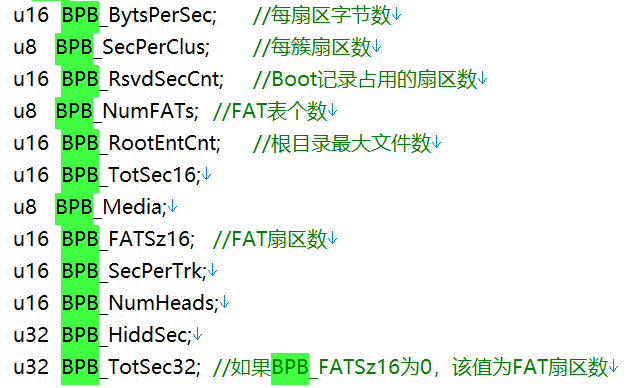 u16 BPB_BytsPerSec; //每扇区字节数↓
u8 BPB_SecPerClus; //每簇扇区数↓
u16 BPB_RsvdSecCnt; //Boot记录占用的扇区数↓
u8 BPB_NumFATs; //FAT表个数↓
u16 BPB_RootEntCnt; //根目录最大文件数↓
u16 BPB_TotSec16;↓
u8 BPB_Media;↓
u16 BPB_FATSz16; //FAT扇区数↓
u16 BPB_SecPerTrk;↓
u16 BPB_NumHeads;↓
u32 BPB_HiddSec;↓
u32 BPB_TotSec32; //如果BPB_FATSz16为0，该值为FAT扇区数↓